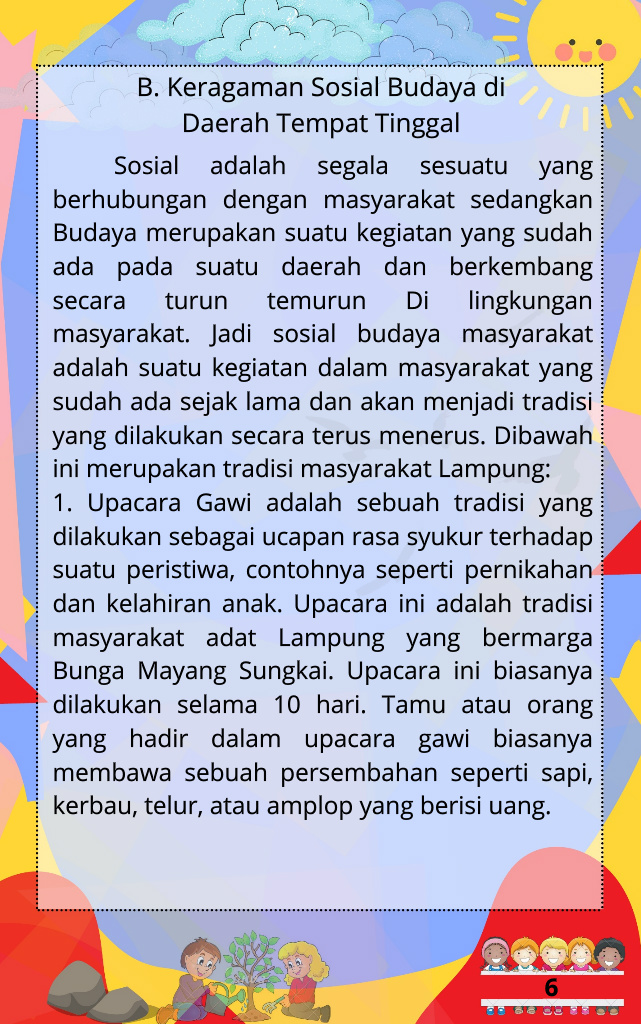 B. Keragaman Sosial Budaya di
Daerah Tempat Tinggal
Sosial adalah segala sesuatu yang
berhubungan dengan masyarakat sedangkan
Budaya merupakan suatu kegiatan yang sudah
ada pada suatu daerah dan berkembang
secara turun temurun Di lingkungan
masyarakat. Jadi sosial budaya masyarakat
adalah suatu kegiatan dalam masyarakat yang
sudah ada sejak lama dan akan menjadi tradisi
yang dilakukan secara terus menerus. Dibawah
ini merupakan tradisi masyarakat Lampung:
1. Upacara Gawi adalah sebuah tradisi yang
dilakukan sebagai ucapan rasa syukur terhadap
suatu peristiwa, contohnya seperti pernikahan
dan kelahiran anak. Upacara ini adalah tradisi
masyarakat adat Lampung yang bermarga
Bunga Mayang Sungkai. Upacara ini biasanya
dilakukan selama 10 hari. Tamu atau orang
yang hadir dalam upacara gawi biasanya
membawa sebuah persembahan seperti sapi,
kerbau, telur, atau amplop yang berisi uang.
6